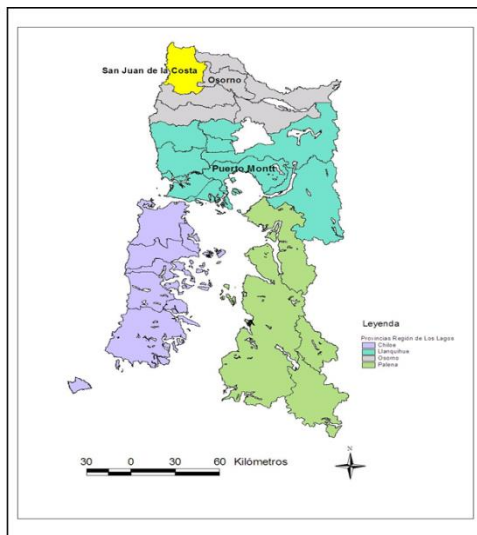 San Juan de la Costa
Osorno
Puerto Montt
Leyenda
Provincias Región de Los Lagos
Chiloe
Llanquihue
Osorno
Palena
30 0 30 60 Kilómetros
N